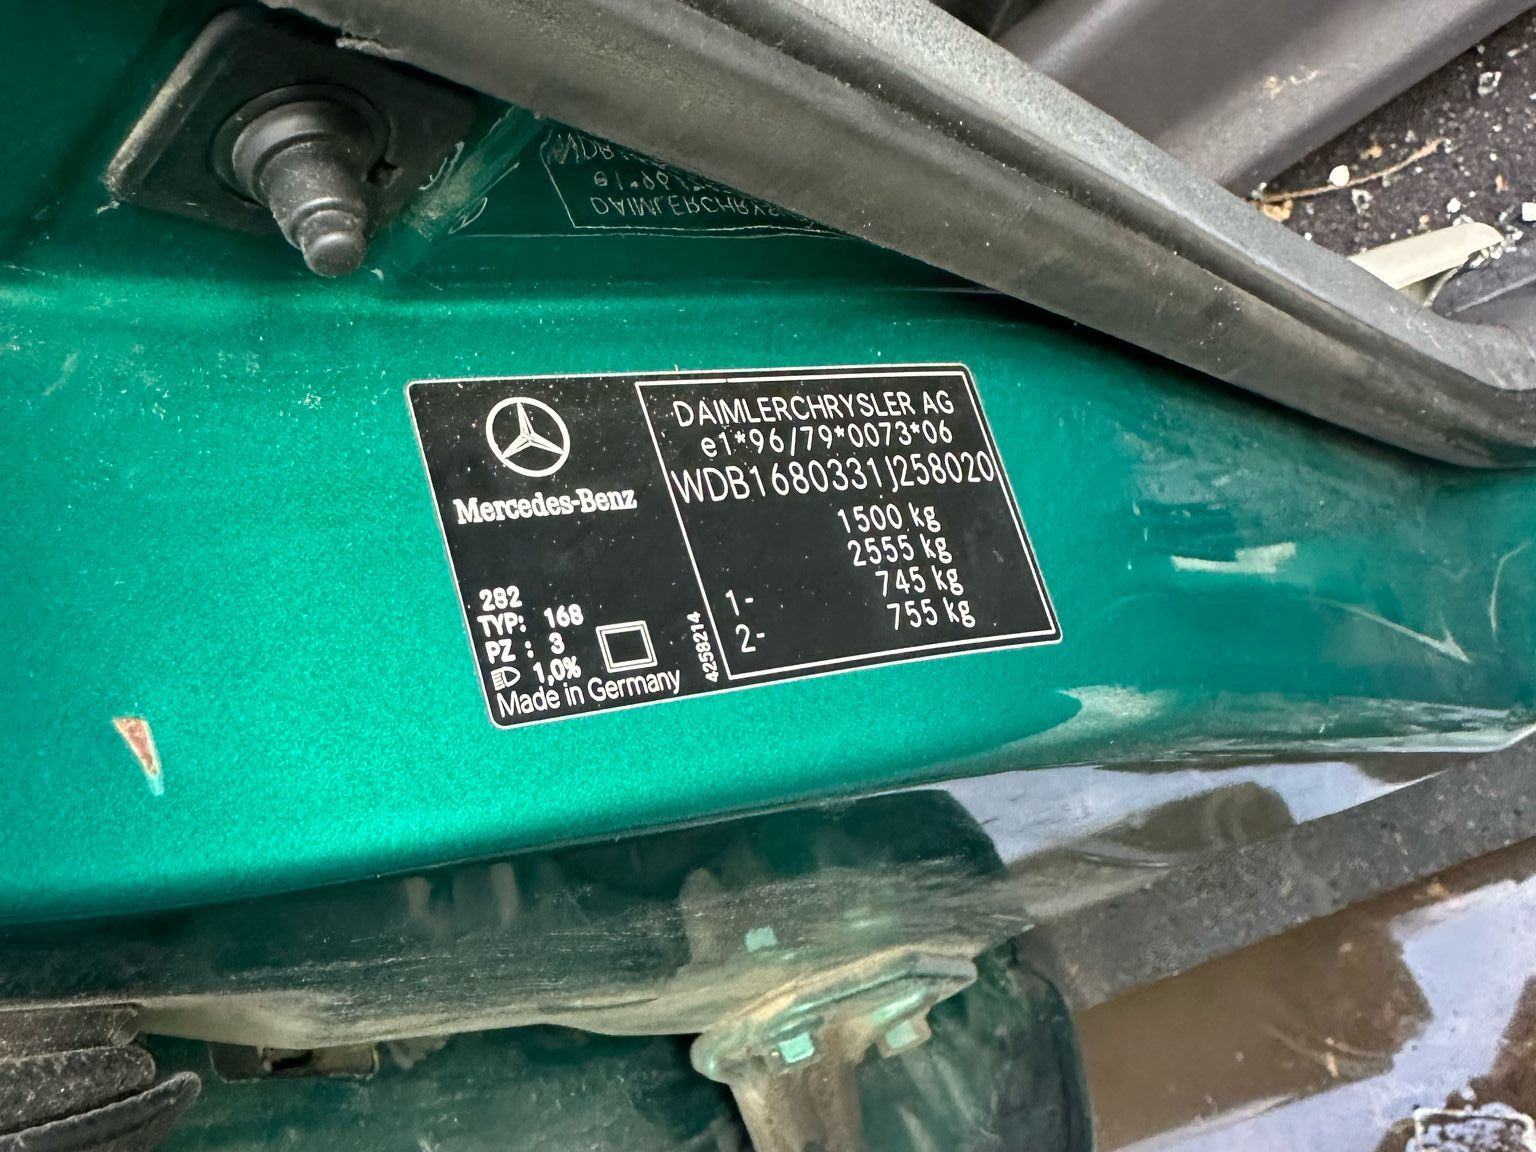 Mercedes-Benz
282
TYP: 168
PZ : 3
1,0%
Made in Germany
4258214
DAIMLERCHRYSLER AG
e1*96/79*0073*06
WDB1680331J258020
1500 kg
2555 kg
1- 745 kg
2- 755 kg